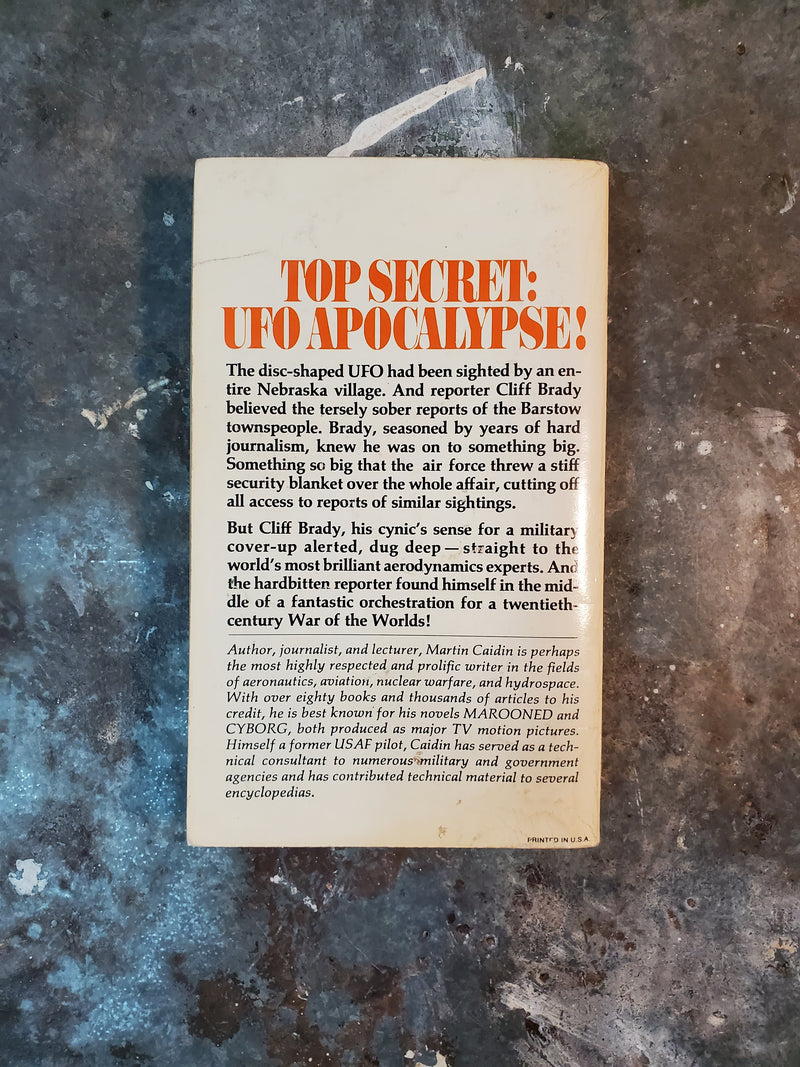 TOP SECRET:
UFO APOCALYPSE!
The disc-shaped UFO had been sighted by an en-
tire Nebraska village. And reporter Cliff Brady
believed the tersely sober reports of the Barstow
townspeople. Brady, seasoned by years of hard
journalism, knew he was on to something big.
Something so big that the air force threw a stiff
security blanket over the whole affair, cutting off
all access to reports of similar sightings.
But Cliff Brady, his cynic's sense for a military
cover-up alerted, dug deep — straight to the
world's most brilliant aerodynamics experts. And
the hardbitten reporter found himself in the mid-
dle of a fantastic orchestration for a twentieth-
century War of the Worlds!
Author, journalist, and lecturer, Martin Caidin is perhaps
the most highly respected and prolific writer in the fields
of aeronautics, aviation, nuclear warfare, and hydrospace.
With over eighty books and thousands of articles to his
credit, he is best known for his novels MAROONED and
CYBORG, both produced as major TV motion pictures.
Himself a former USAF pilot, Caidin has served as a tech-
nical consultant to numerous military and government
agencies and has contributed technical material to several
encyclopedias.
PRINTED IN U.S.A.